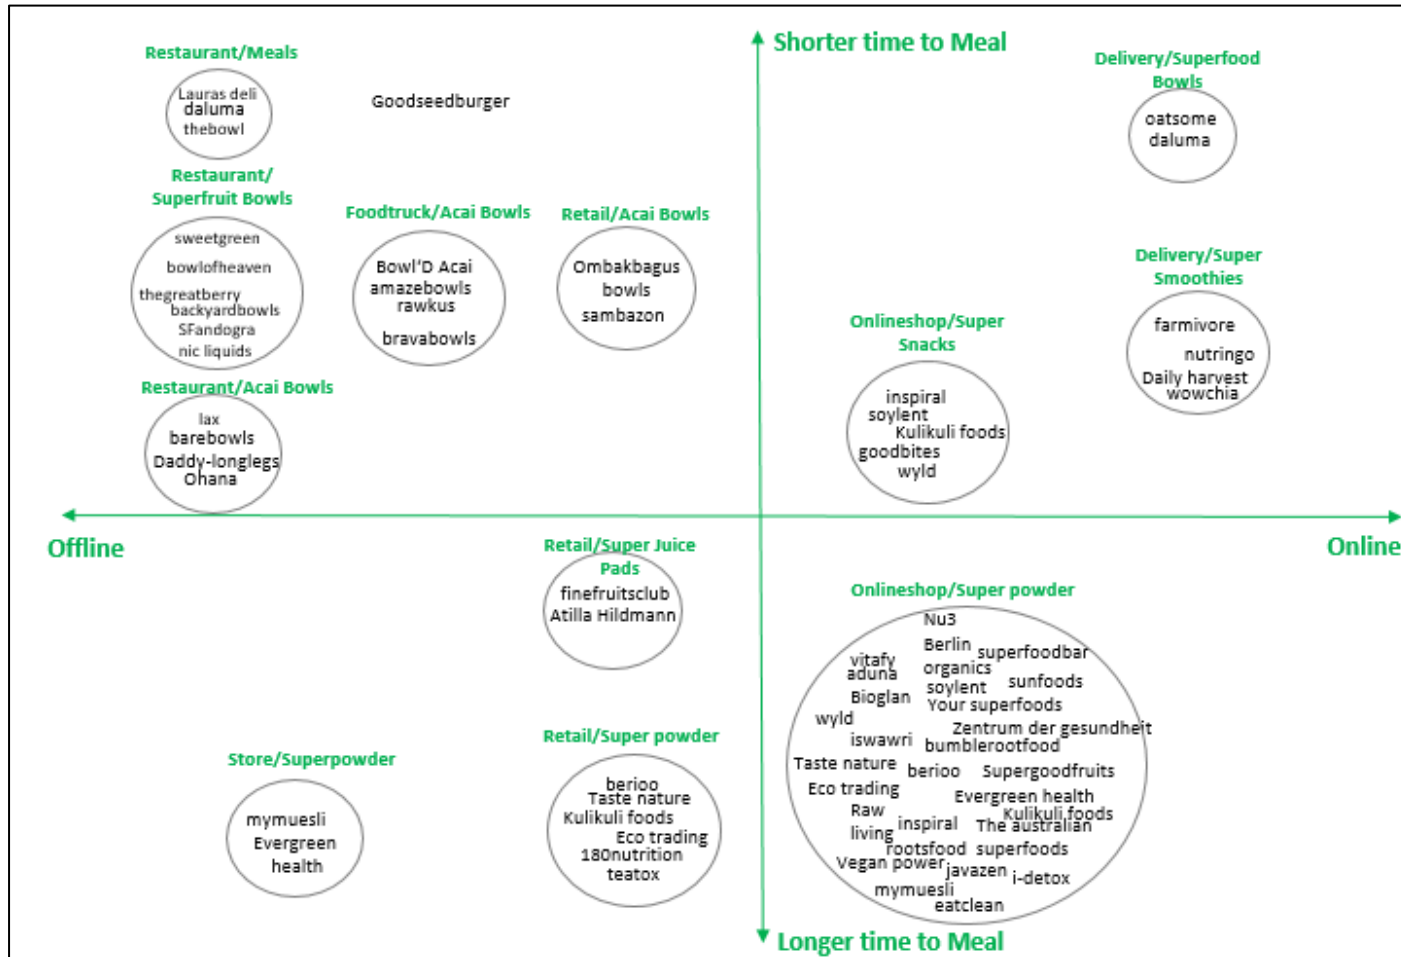 Shorter time to Meal
Restaurant/Meals
Lauras deli
daluma
thebowl
Goodseedburger
Delivery/Superfood
Bowls
oatsome
daluma
Restaurant/
Superfruit Bowls
sweetgreen
bowlofheaven
thegreatberry
backyardbowls
SFandogra
nic liquids
Foodtruck/Acai Bowls
Bowl'D Acai
amazebowls
rawkus
bravabowls
Retail/Acai Bowls
Ombakbagus
bowls
sambazon
Delivery/Super
Smoothies
farmivore
nutringo
Daily harvest
wowchia
Onlineshop/Super
Snacks
inspiral
soylent
Kulikuli foods
goodbites
wyld
Restaurant/Acai Bowls
lax
barebowls
Daddy-longlegs
Ohana
Offline
Online
Retail/Super Juice
Pads
finefruitsclub
Atilla Hildmann
Onlineshop/Super powder
Nu3
Berlin
organics
superfoodbar
vitafy
aduna
soylent
sunfoods
Bioglan
Your superfoods
wyld
Zentrum der gesundheit
iswawri
bumblerootfood
Taste nature
berioo
Supergoodfruits
Eco trading
Evergreen health
Raw
living
Kulikuli foods
inspiral
The australian
superfoods
rootsfood
Vegan power
javazen
i-detox
mymuesli
eatclean
Store/Superpowder
mymuesli
Evergreen
health
Retail/Super powder
berioo
Taste nature
Kulikuli foods
Eco trading
180nutrition
teatox
Longer time to Meal